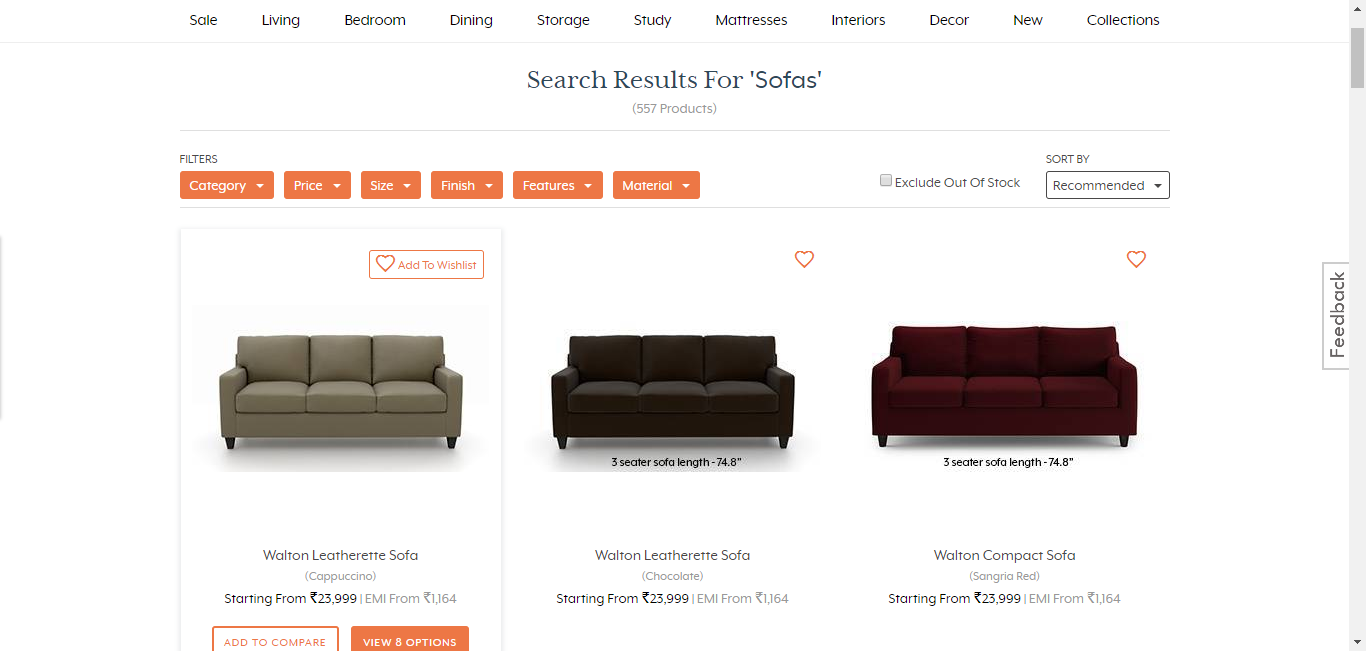 Sale Living Bedroom Dining Storage Study Mattresses Interiors Decor New Collections
Search Results For 'Sofas'
(557 Products)
FILTERS
SORT BY
Category Price Size Finish Features Material
Exclude Out Of Stock
Recommended
Add To Wishlist
Feedback
3 seater sofa length -74.8”
3 seater sofa length -74.8”
Walton Leatherette Sofa
(Cappuccino)
Starting From ₹23,999 | EMI From ₹1,164
ADD TO COMPARE
VIEW 8 OPTIONS
Walton Leatherette Sofa
(Chocolate)
Starting From ₹23,999 | EMI From ₹1,164
Walton Compact Sofa
(Sangria Red)
Starting From ₹23,999 | EMI From ₹1,164